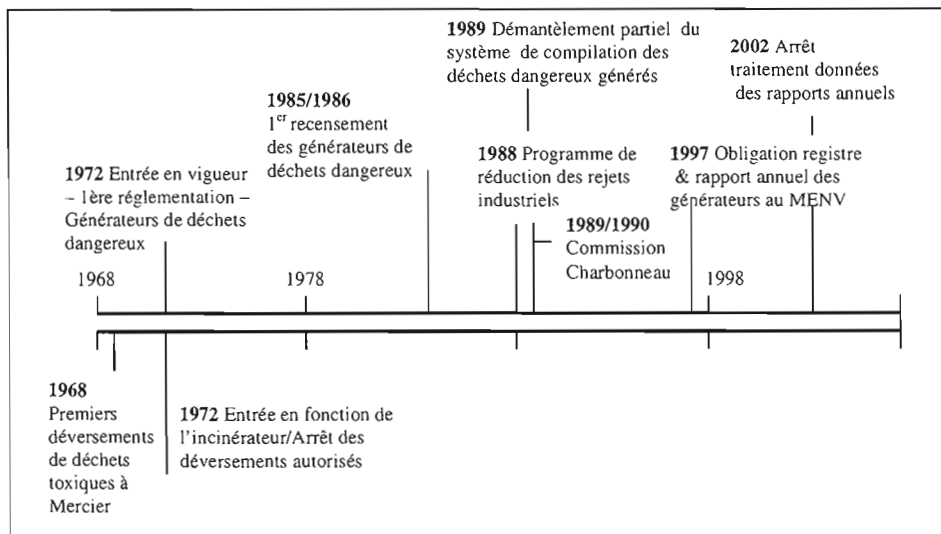 1989 Démantèlement partiel du
système de compilation des
déchets dangereux générés
2002 Arrêt
traitement données
des rapports annuels
1985/1986
1er recensement
des générateurs de
déchets dangereux
1988 Programme de
réduction des rejets
industriels
1997 Obligation registre
& rapport annuel des
générateurs au MENV
1972 Entrée en vigueur
– 1ère réglementation –
Générateurs de déchets
dangereux
1989/1990
Commission
Charbonneau
1968
1978
1998
1968
Premiers
déversements
de déchets
toxiques à
Mercier
1972 Entrée en fonction de
l'incinérateur/Arrêt des
déversements autorisés